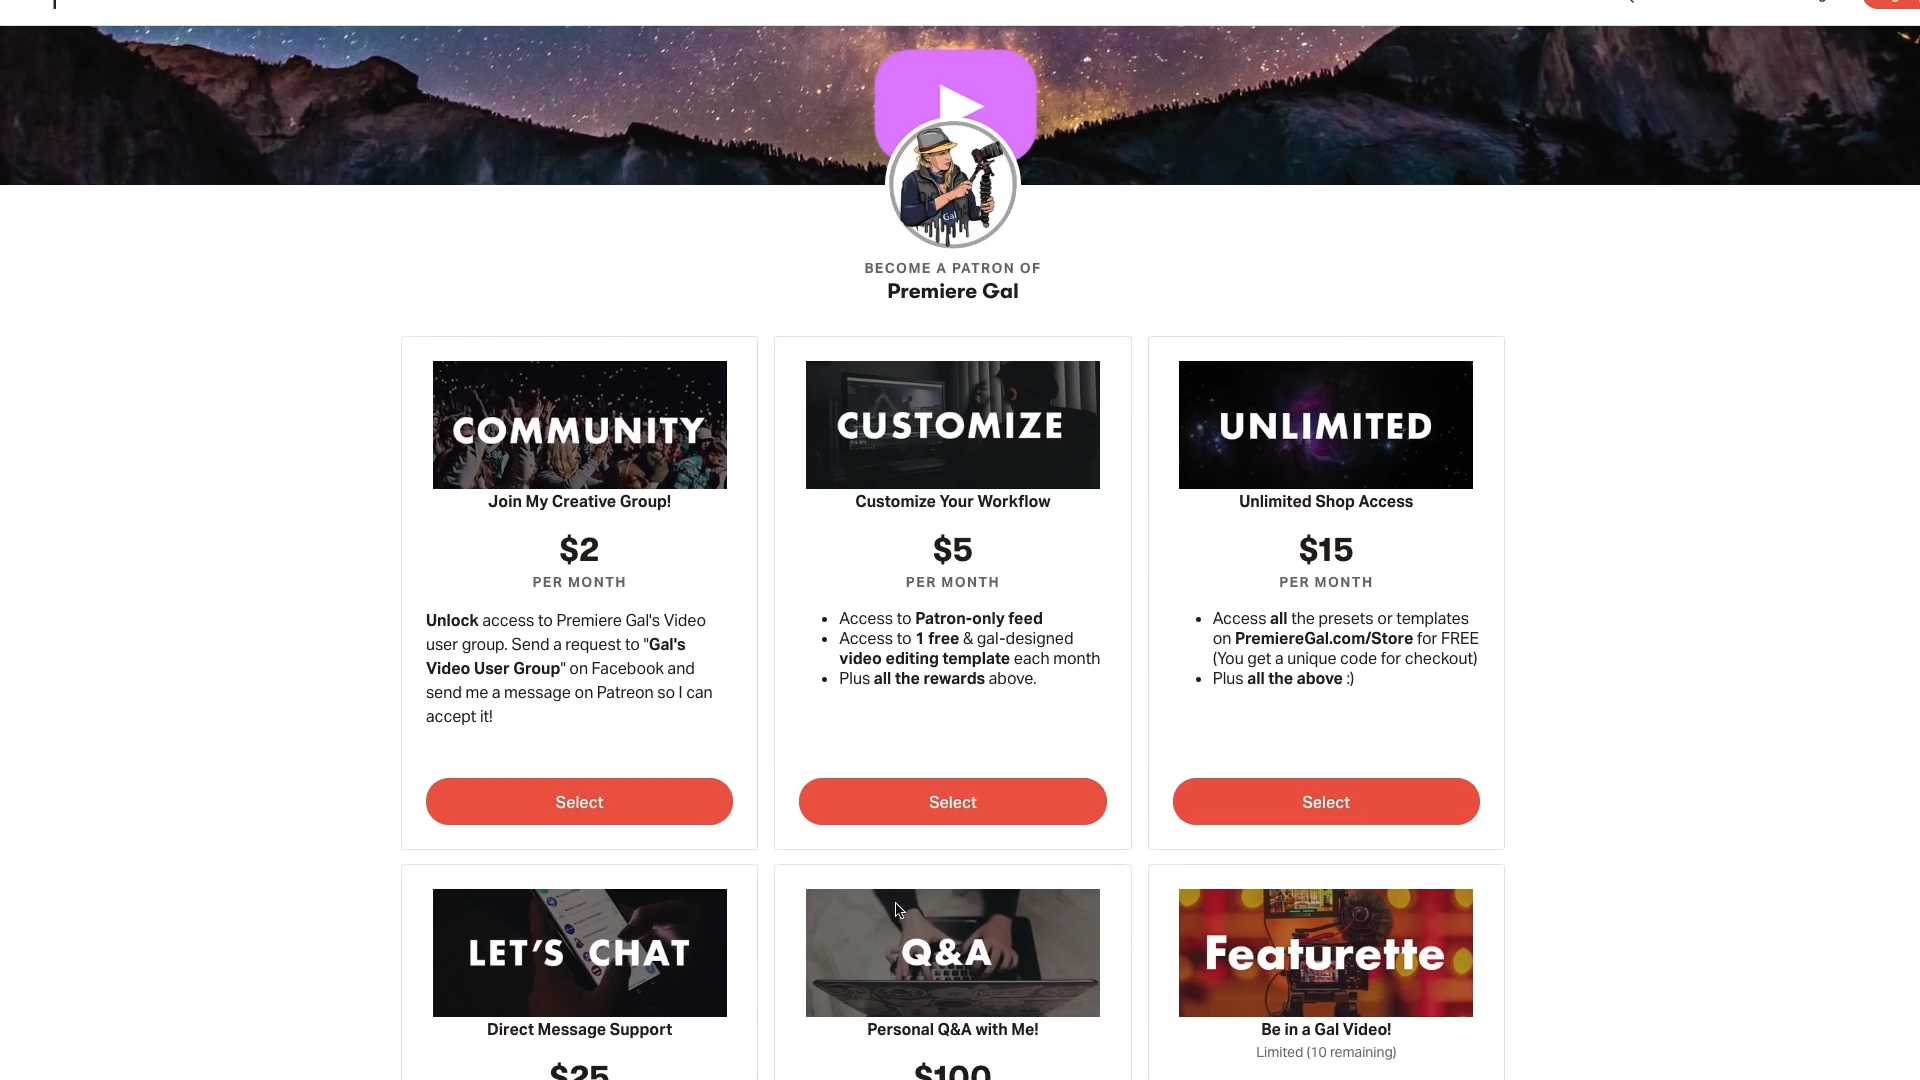 Gal
BECOME A PATRON OF
Premiere Gal
COMMUNITY
Join My Creative Group!
$2
PER MONTH
Unlock access to Premiere Gal's Video
user group. Send a request to "Gal's
Video User Group" on Facebook and
send me a message on Patreon so I can
accept it!
Select
CUSTOMIZE
Customize Your Workflow
$5
PER MONTH
• Access to Patron-only feed
• Access to 1 free & gal-designed
video editing template each month
• Plus all the rewards above.
Select
UNLIMITED
Unlimited Shop Access
$15
PER MONTH
• Access all the presets or templates
on PremiereGal.com/Store for FREE
(You get a unique code for checkout)
• Plus all the above :)
Select
LET'S CHAT
Direct Message Support
$25
Q&A
Personal Q&A with Me!
$100
Featurette
Be in a Gal Video!
Limited (10 remaining)